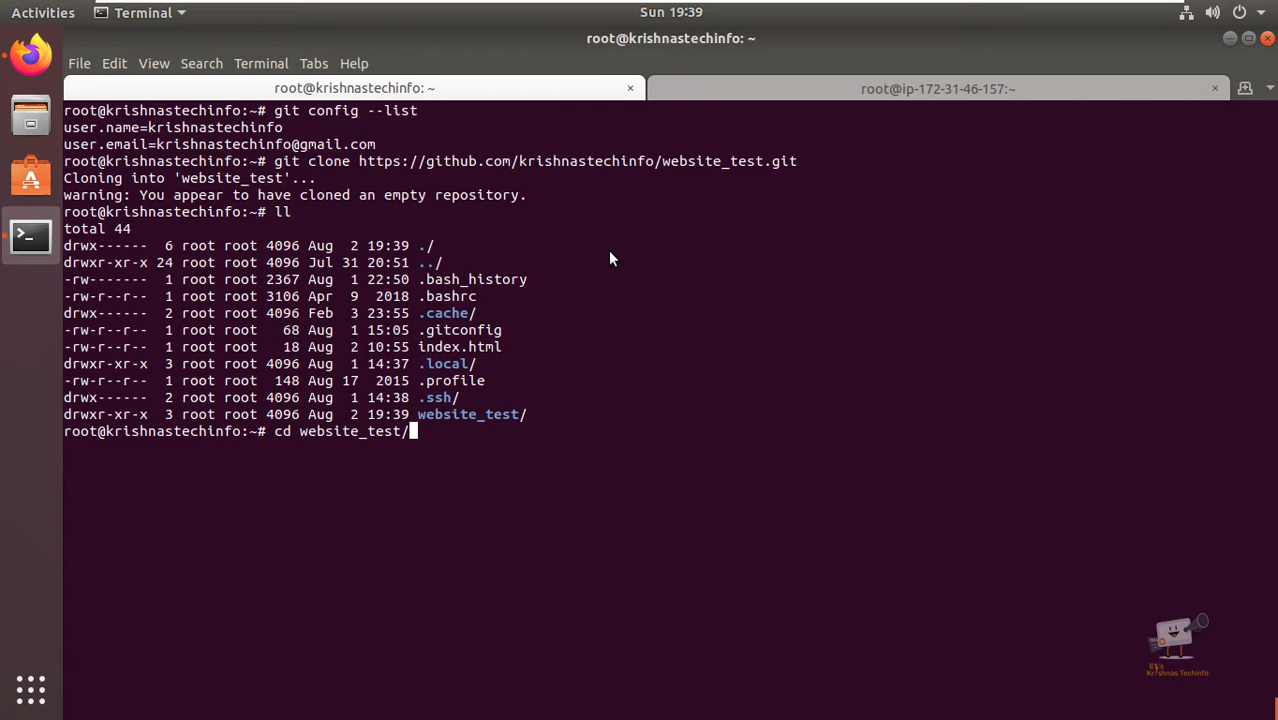 Activities Terminal Sun 19:39
root@krishnastechinfo: ~
File Edit View Search Terminal Tabs Help
root@krishnastechinfo: ~ × root@ip-172-31-46-157:~ ×
root@krishnastechinfo:~# git config --list
user.name=krishnastechinfo
user.email=krishnastechinfo@gmail.com
root@krishnastechinfo:~# git clone https://github.com/krishnastechinfo/website_test.git
Cloning into 'website_test'...
warning: You appear to have cloned an empty repository.
root@krishnastechinfo:~# ll
total 44
drwx------  6 root root 4096 Aug  2 19:39 ./
drwxr-xr-x 24 root root 4096 Jul 31 20:51 ../
-rw-------  1 root root 2367 Aug  1 22:50 .bash_history
-rw-r--r--  1 root root 3106 Apr  9  2018 .bashrc
drwx------  2 root root 4096 Feb  3 23:55 .cache/
-rw-r--r--  1 root root   68 Aug  1 15:05 .gitconfig
-rw-r--r--  1 root root   18 Aug  2 10:55 index.html
drwxr-xr-x  3 root root 4096 Aug  1 14:37 .local/
-rw-r--r--  1 root root  148 Aug 17  2015 .profile
drwx------  2 root root 4096 Aug  1 14:38 .ssh/
drwxr-xr-x  3 root root 4096 Aug  2 19:39 website_test/
root@krishnastechinfo:~# cd website_test/
Krishnas Techinfo